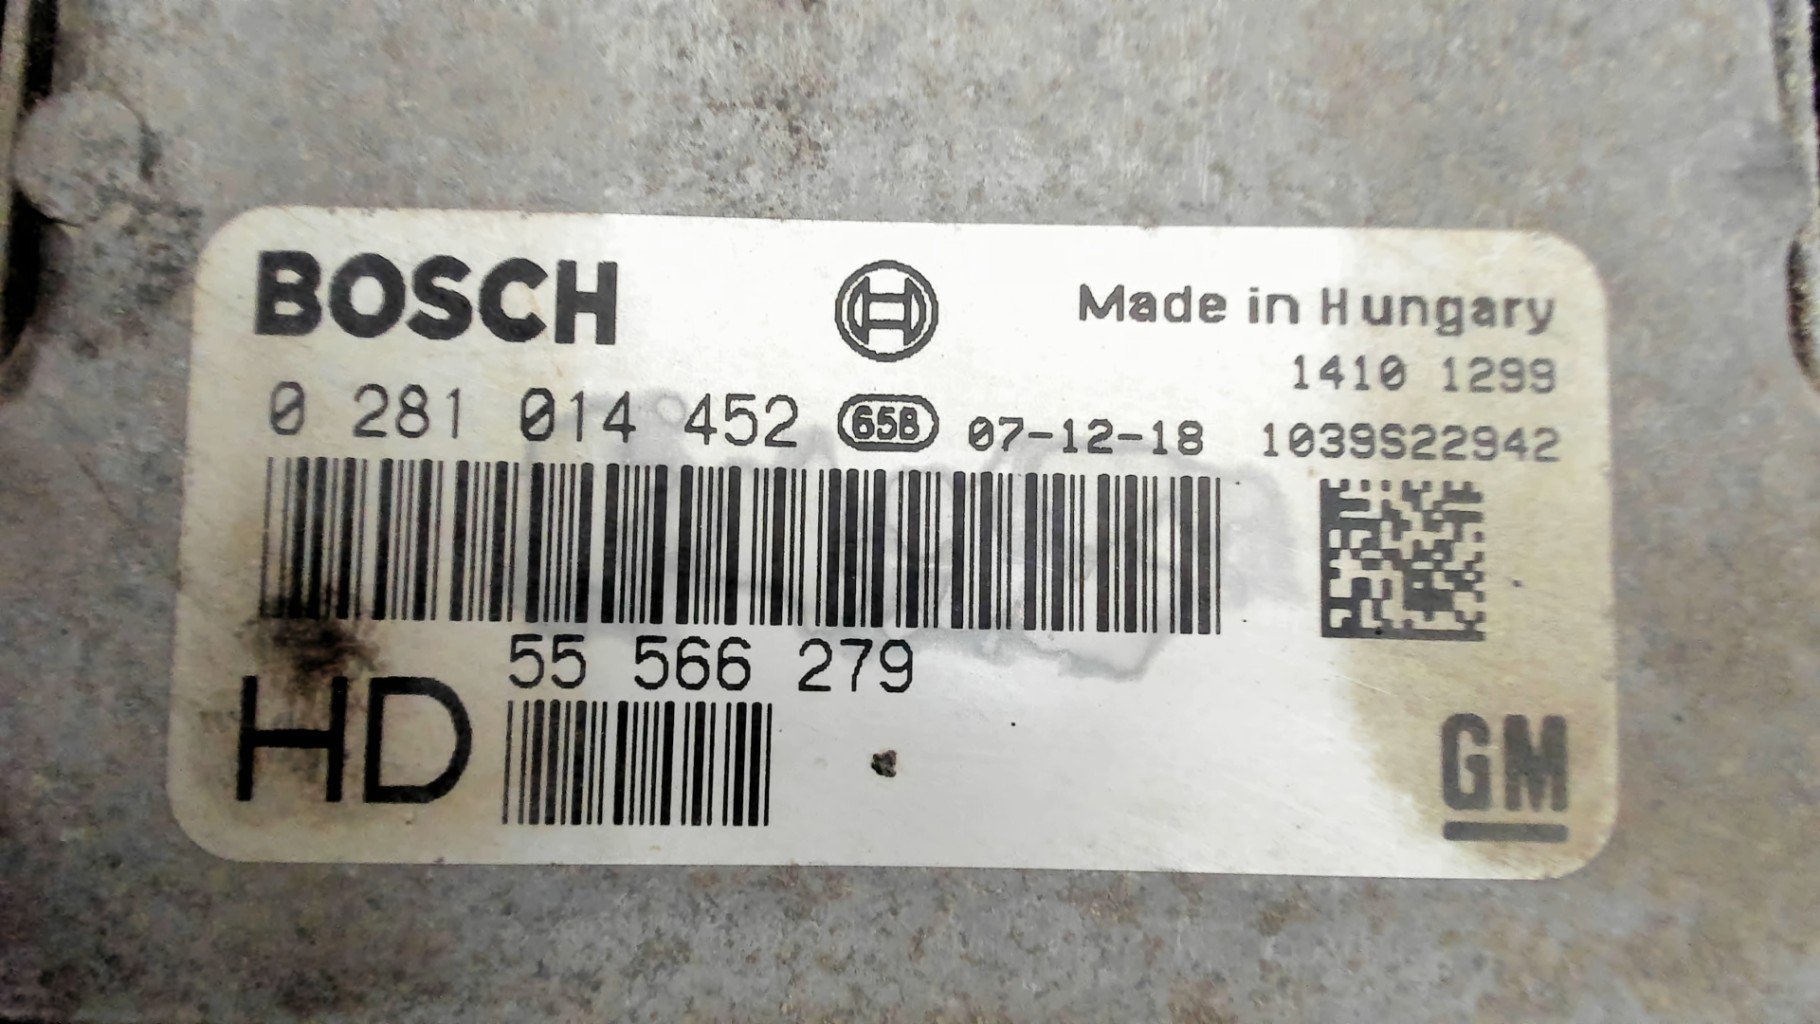 BOSCH
Made in Hungary
1410 1299
0 281 014 452 65B 07-12-18 1039S22942
55 566 279
HD
GM